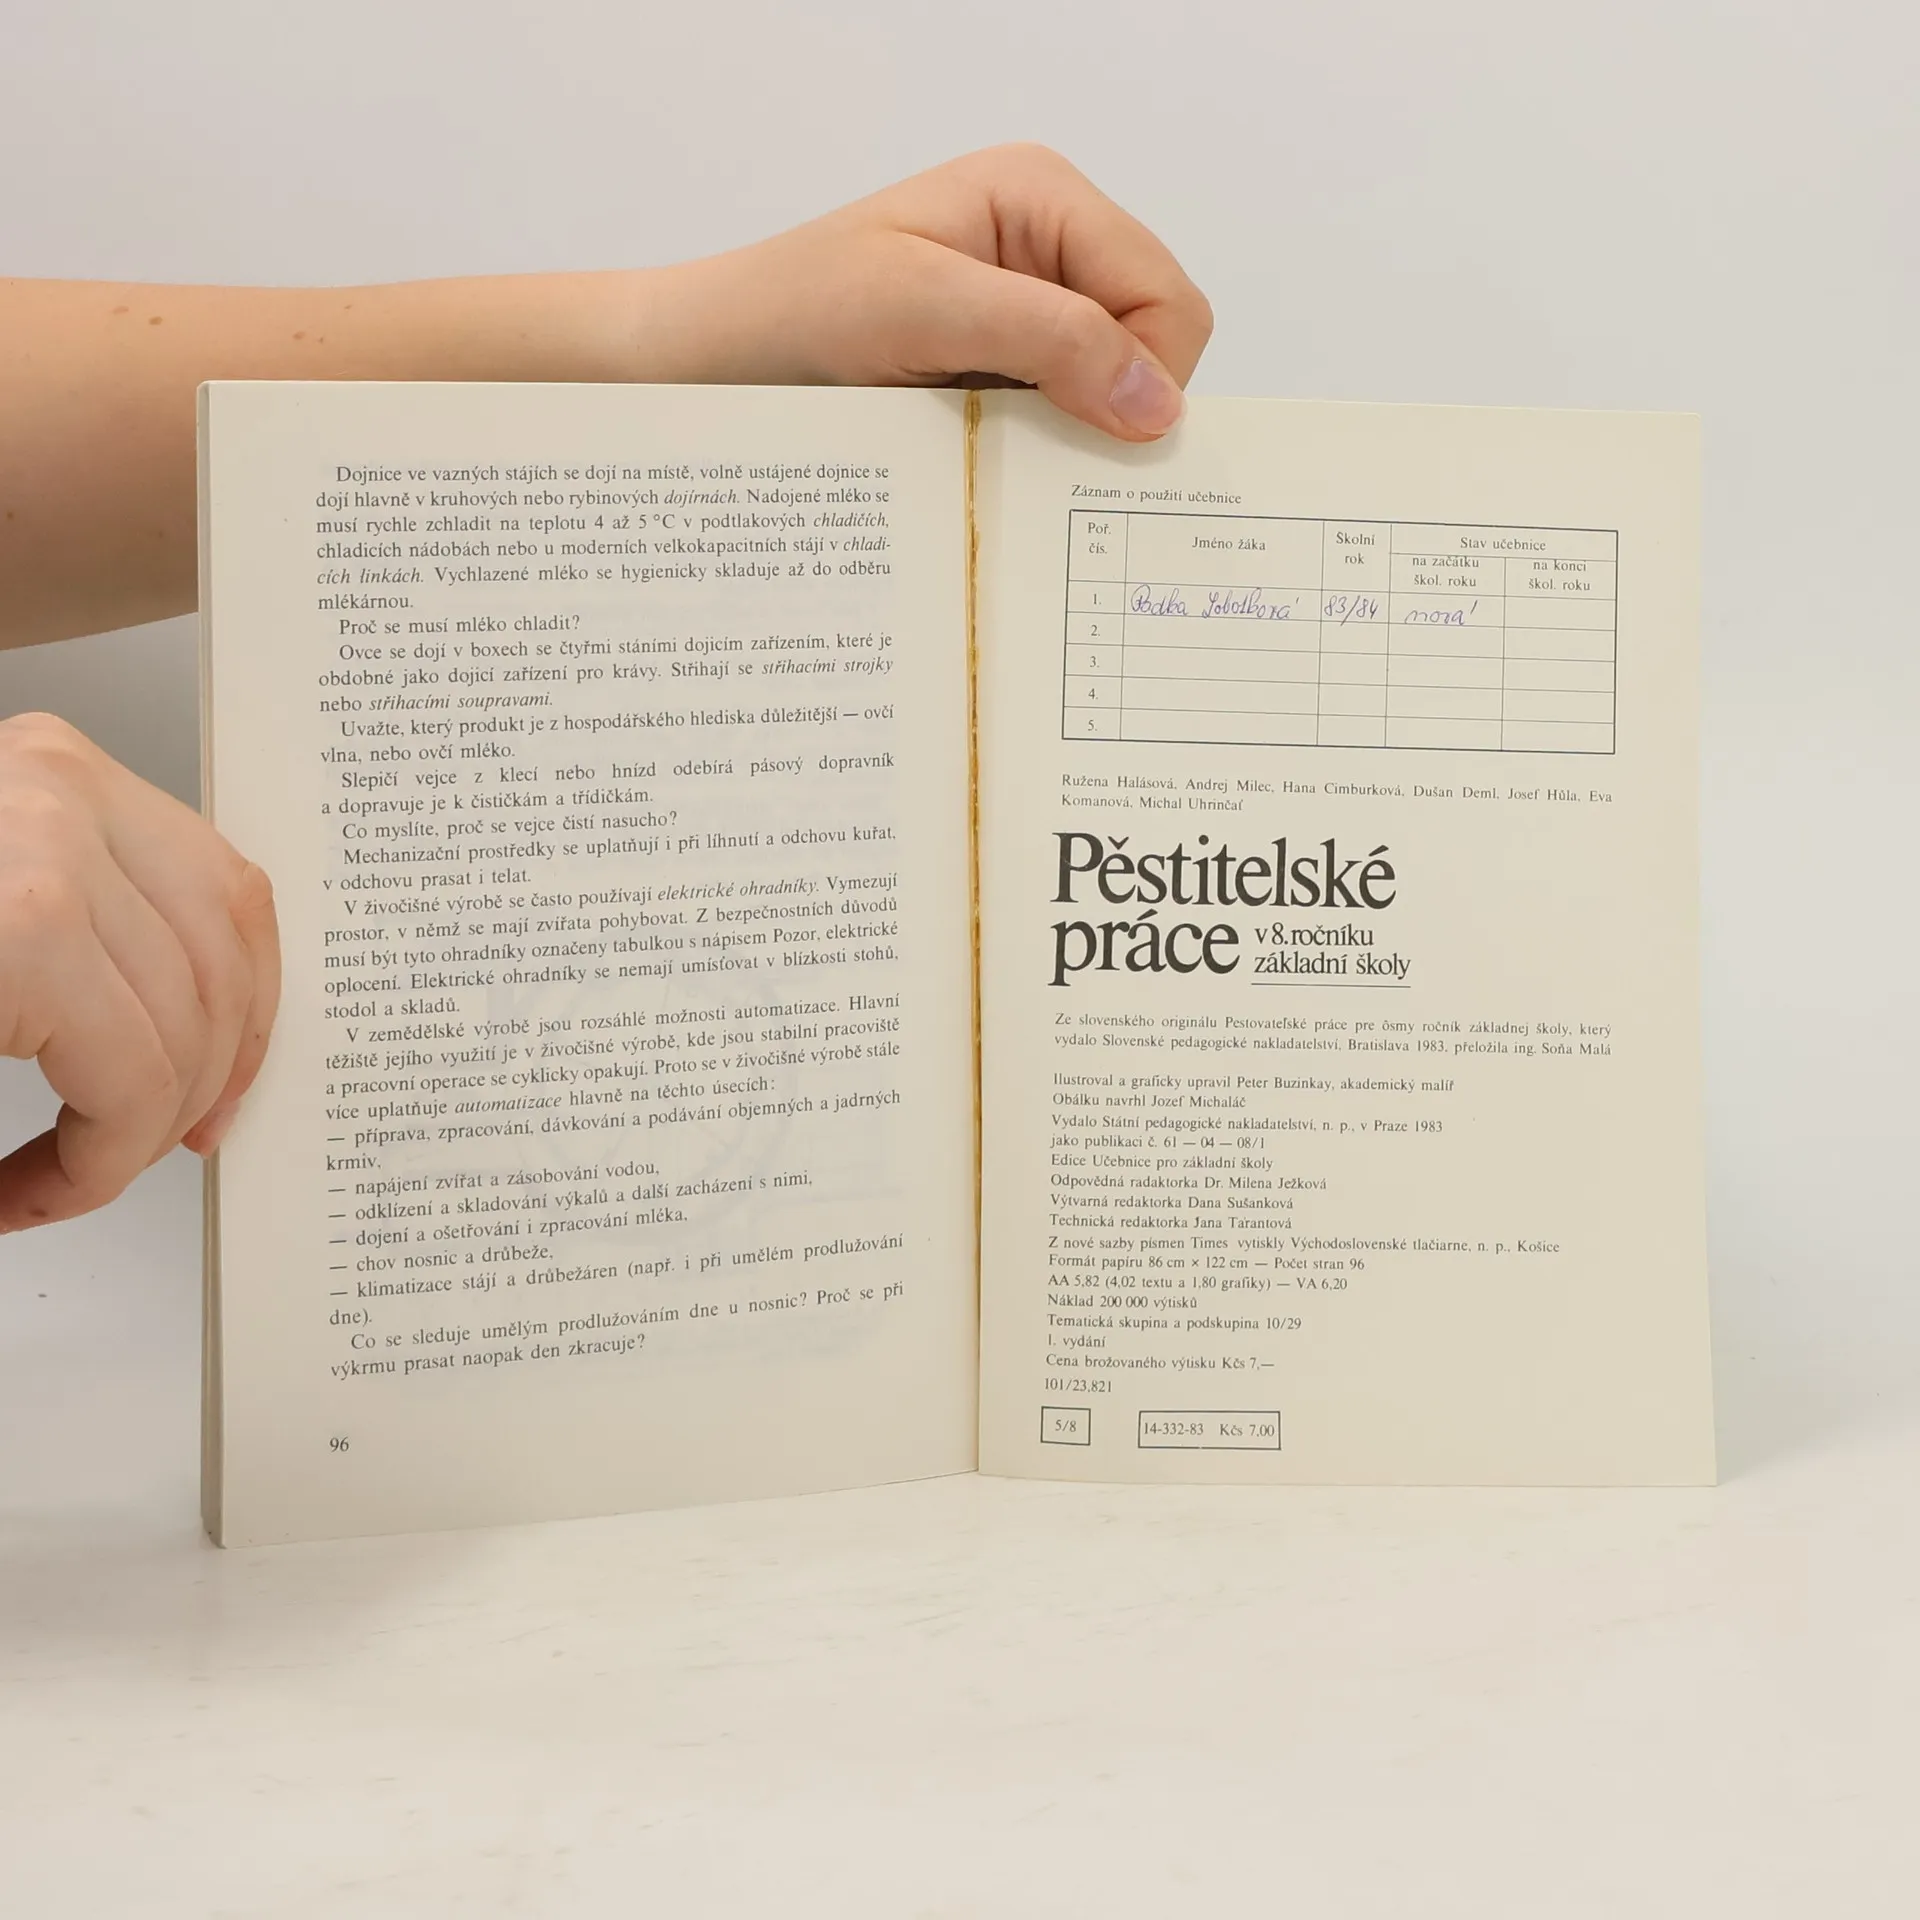 Dojnice ve vazných stájích se dojí na místě, volně ustájené dojnice se
dojí hlavně v kruhových nebo rybinových dojírnách. Nadojené mléko se
musí rychle zchladit na teplotu 4 až 5 °C v podtlakových chladičích,
chladicích nádobách nebo u moderních velkokapacitních stájí v chladi-
cích linkách. Vychlazené mléko se hygienicky skladuje až do odběru
mlékárnou.
Proč se musí mléko chladit?
Ovce se dojí v boxech se čtyřmi stáními dojicím zařízením, které je
obdobné jako dojicí zařízení pro krávy. Stříhají se střihacími strojky
nebo střihacími soupravami.
Uvažte, který produkt je z hospodářského hlediska důležitější — ovčí
vlna, nebo ovčí mléko.
Slepičí vejce z klecí nebo hnízd odebírá pásový dopravník
a dopravuje je k čističkám a třídičkám.
Co myslíte, proč se vejce čistí nasucho?
Mechanizační prostředky se uplatňují i při líhnutí a odchovu kuřat,
v odchovu prasat i telat.
V živočišné výrobě se často používají elektrické ohradníky. Vymezují
prostor, v němž se mají zvířata pohybovat. Z bezpečnostních důvodů
musí být tyto ohradníky označeny tabulkou s nápisem Pozor, elektrické
oplocení. Elektrické ohradníky se nemají umísťovat v blízkosti stohů,
stodol a skladů.
V zemědělské výrobě jsou rozsáhlé možnosti automatizace. Hlavní
těžiště jejího využití je v živočišné výrobě, kde jsou stabilní pracoviště
a pracovní operace se cyklicky opakují. Proto se v živočišné výrobě stále
více uplatňuje automatizace hlavně na těchto úsecích:
— příprava, zpracování, dávkování a podávání objemných a jadrných
krmiv,
— napájení zvířat a zásobování vodou,
— odklízení a skladování výkalů a další zacházení s nimi,
— dojení a ošetřování i zpracování mléka,
— chov nosnic a drůbeže,
— klimatizace stájí a drůbežáren (např. i při umělém prodlužování
dne).
Co se sleduje umělým prodlužováním dne u nosnic? Proč se při
výkrmu prasat naopak den zkracuje?
96
Záznam o použití učebnice
Poř. čís. Jméno žáka Školní rok Stav učebnice
na začátku škol. roku na konci škol. roku
1. Radka Sobotková 83/84 nová
2.
3.
4.
5.
Ružena Halásová, Andrej Milec, Hana Cimburková, Dušan Deml, Josef Hůla, Eva
Komanová, Michal Uhrinčať
Pěstitelské
práce v 8. ročníku
základní školy
Ze slovenského originálu Pestovateľské práce pre ôsmy ročník základnej školy, který
vydalo Slovenské pedagogické nakladatelství, Bratislava 1983, přeložila ing. Soňa Malá
Ilustroval a graficky upravil Peter Buzinkay, akademický malíř
Obálku navrhl Jozef Michaláč
Vydalo Státní pedagogické nakladatelství, n. p., v Praze 1983
jako publikaci č. 61 — 04 — 08/1
Edice Učebnice pro základní školy
Odpovědná radaktorka Dr. Milena Ježková
Výtvarná redaktorka Dana Sušanková
Technická redaktorka Jana Tarantová
Z nové sazby písmen Times vytiskly Východoslovenské tlačiarne, n. p., Košice
Formát papíru 86 cm × 122 cm — Počet stran 96
AA 5,82 (4,02 textu a 1,80 grafiky) — VA 6,20
Náklad 200 000 výtisků
Tematická skupina a podskupina 10/29
1. vydání
Cena brožovaného výtisku Kčs 7,—
101/23,821
5/8 14-332-83 Kčs 7,00